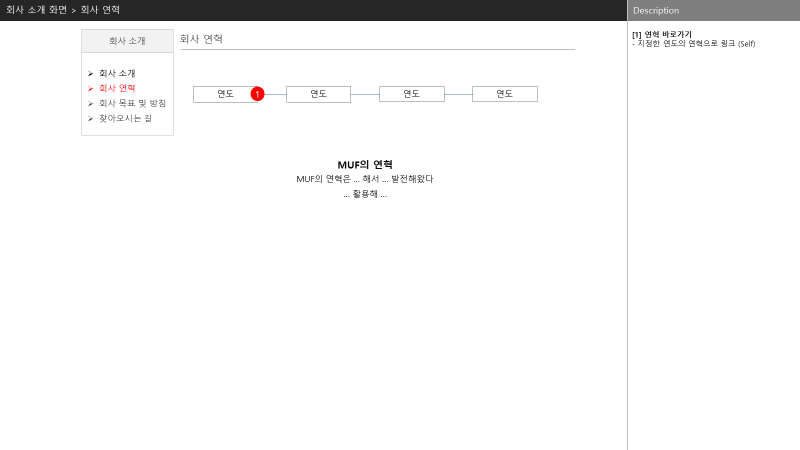 회사 소개 화면 > 회사 연혁
Description
회사 소개
➢ 회사 소개
➢ 회사 연혁
➢ 회사 목표 및 방침
➢ 찾아오시는 길
회사 연혁
연도 1 연도 연도 연도
MUF의 연혁
MUF의 연혁은 ... 해서 ... 발전해왔다
... 활용해 ...
[1] 연혁 바로가기
- 지정한 연도의 연혁으로 링크 (Self)